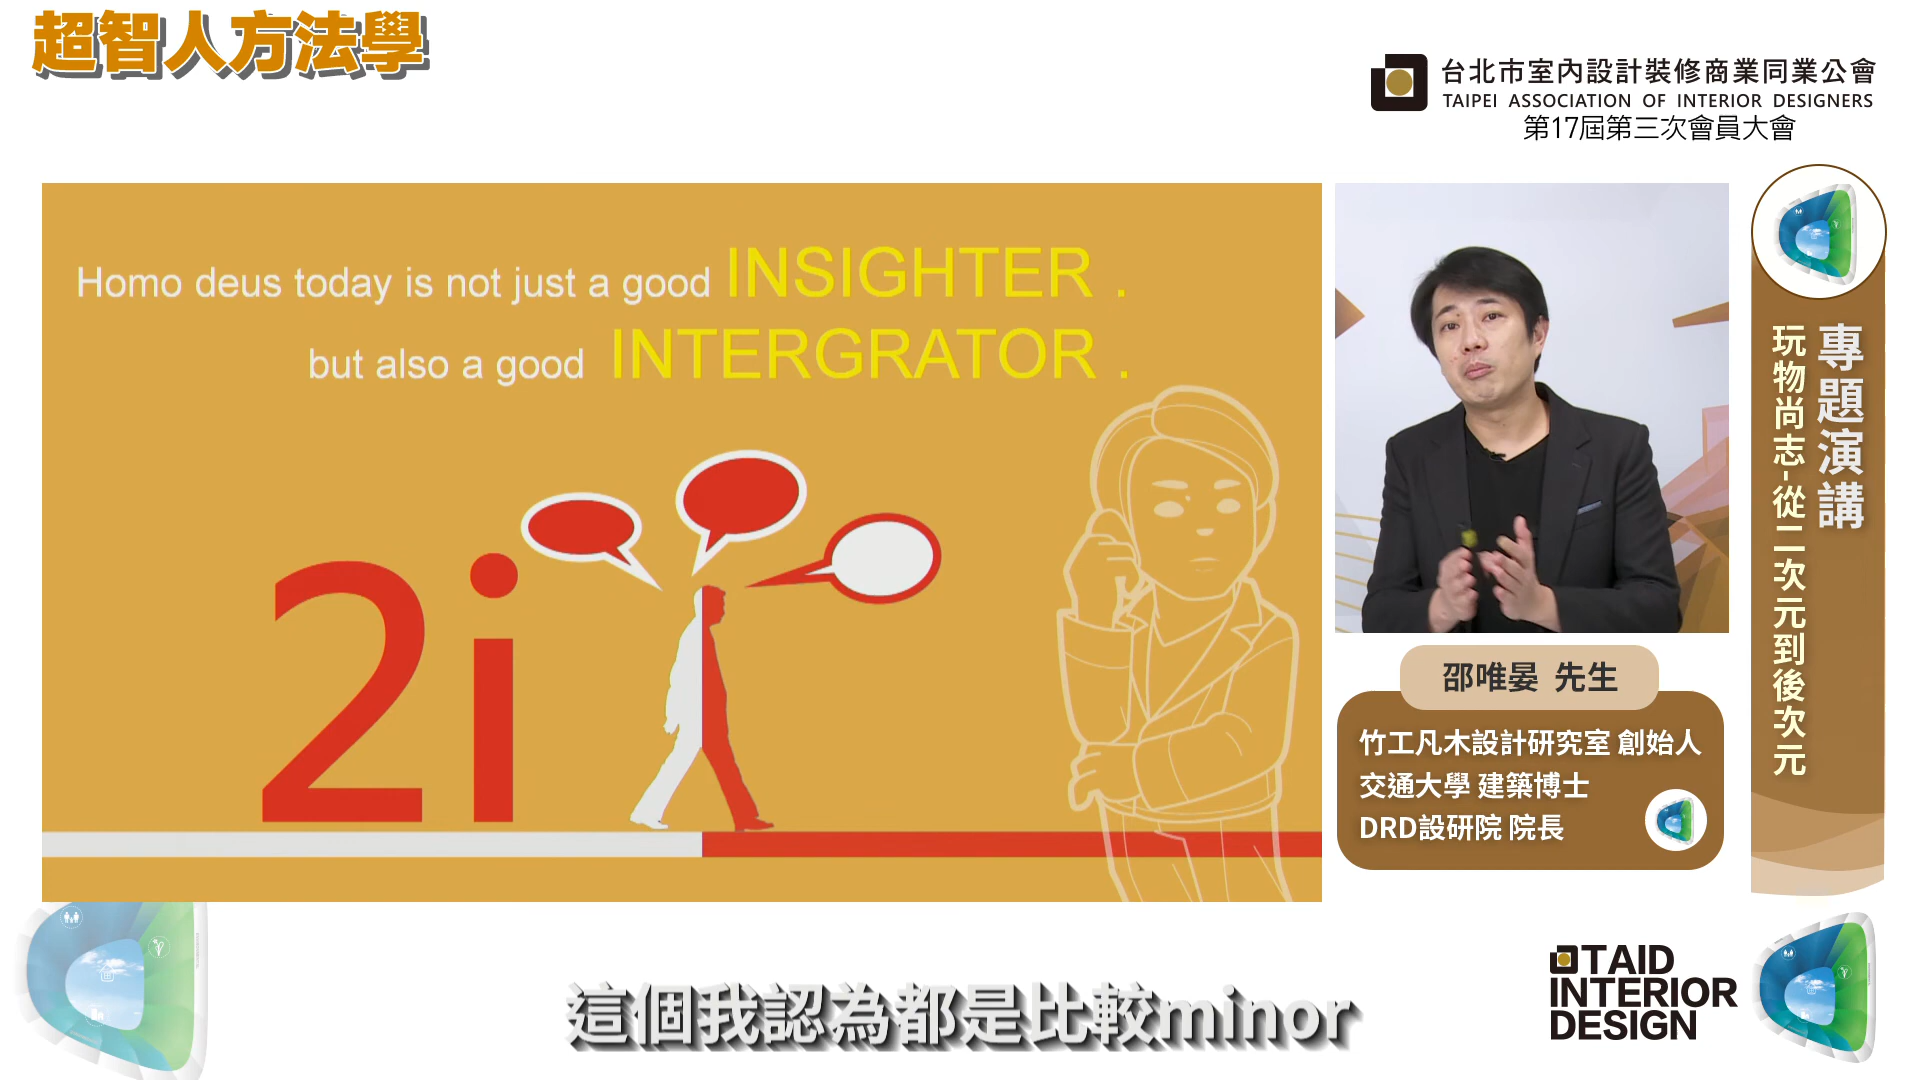 超智人方法學
台北市室內設計裝修商業同業公會
TAIPEI ASSOCIATION OF INTERIOR DESIGNERS
第17屆第三次會員大會
Homo deus today is not just a good INSIGHTER .
but also a good INTERGRATOR .
2i
專題演講
玩物尚志-從二次元到後次元
邵唯晏 先生
竹工凡木設計研究室 創始人
交通大學 建築博士
DRD設研院 院長
這個我認為都是比較minor
TAID
INTERIOR
DESIGN